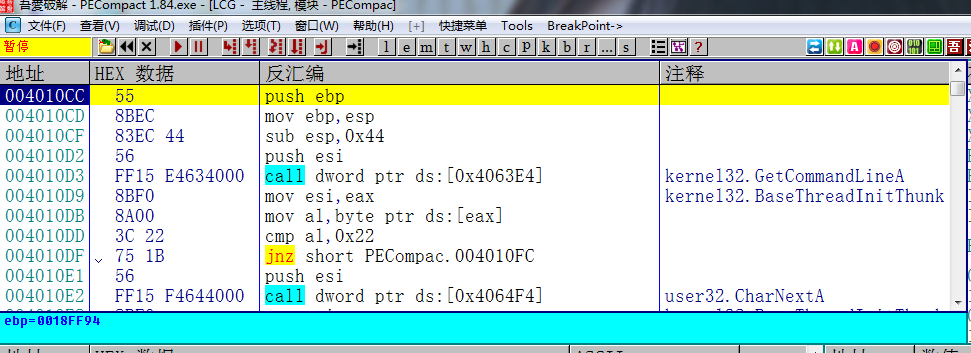 吾愛破解 - PECompact 1.84.exe - [LCG - 主线程, 模块 - PECompac]
C 文件(F) 查看(V) 调试(D) 插件(P) 选项(T) 窗口(W) 帮助(H) [+] 快捷菜单 Tools BreakPoint->
暂停 l e m t w h c p k b r ... s ?
地址 HEX 数据 反汇编 注释
004010CC 55 push ebp
004010CD 8BEC mov ebp,esp
004010CF 83EC 44 sub esp,0x44
004010D2 56 push esi
004010D3 FF15 E4634000 call dword ptr ds:[0x4063E4] kernel32.GetCommandLineA
004010D9 8BF0 mov esi,eax kernel32.BaseThreadInitThunk
004010DB 8A00 mov al,byte ptr ds:[eax]
004010DD 3C 22 cmp al,0x22
004010DF 75 1B jnz short PECompac.004010FC
004010E1 56 push esi
004010E2 FF15 F4644000 call dword ptr ds:[0x4064F4] user32.CharNextA
ebp=0018FF94